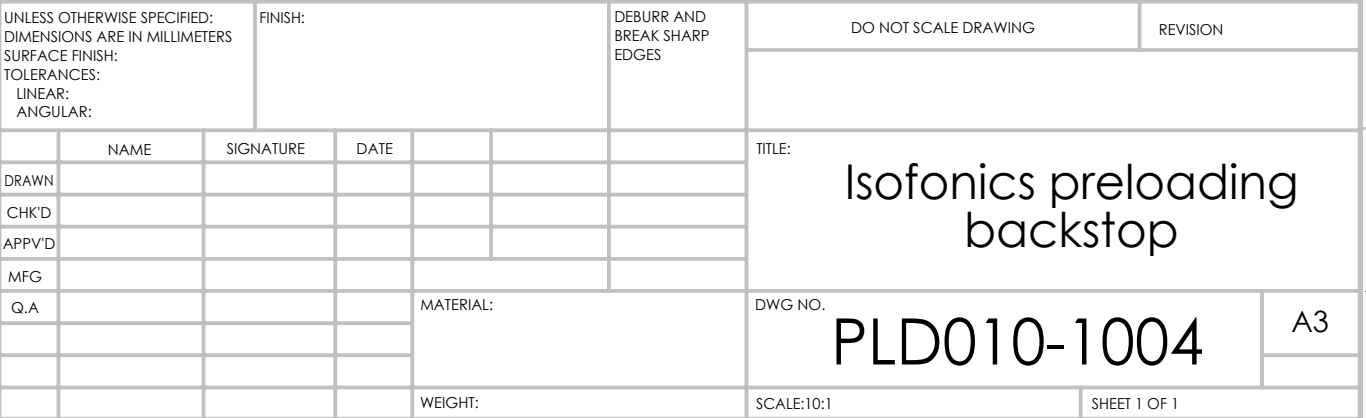 UNLESS OTHERWISE SPECIFIED:
DIMENSIONS ARE IN MILLIMETERS
SURFACE FINISH:
TOLERANCES:
LINEAR:
ANGULAR:
FINISH:
DEBURR AND
BREAK SHARP
EDGES
DO NOT SCALE DRAWING
REVISION
NAME
SIGNATURE
DATE
DRAWN
CHK'D
APPV'D
MFG
Q.A
TITLE:
Isofonics preloading
backstop
MATERIAL:
DWG NO.
PLD010-1004
A3
WEIGHT:
SCALE:10:1
SHEET 1 OF 1